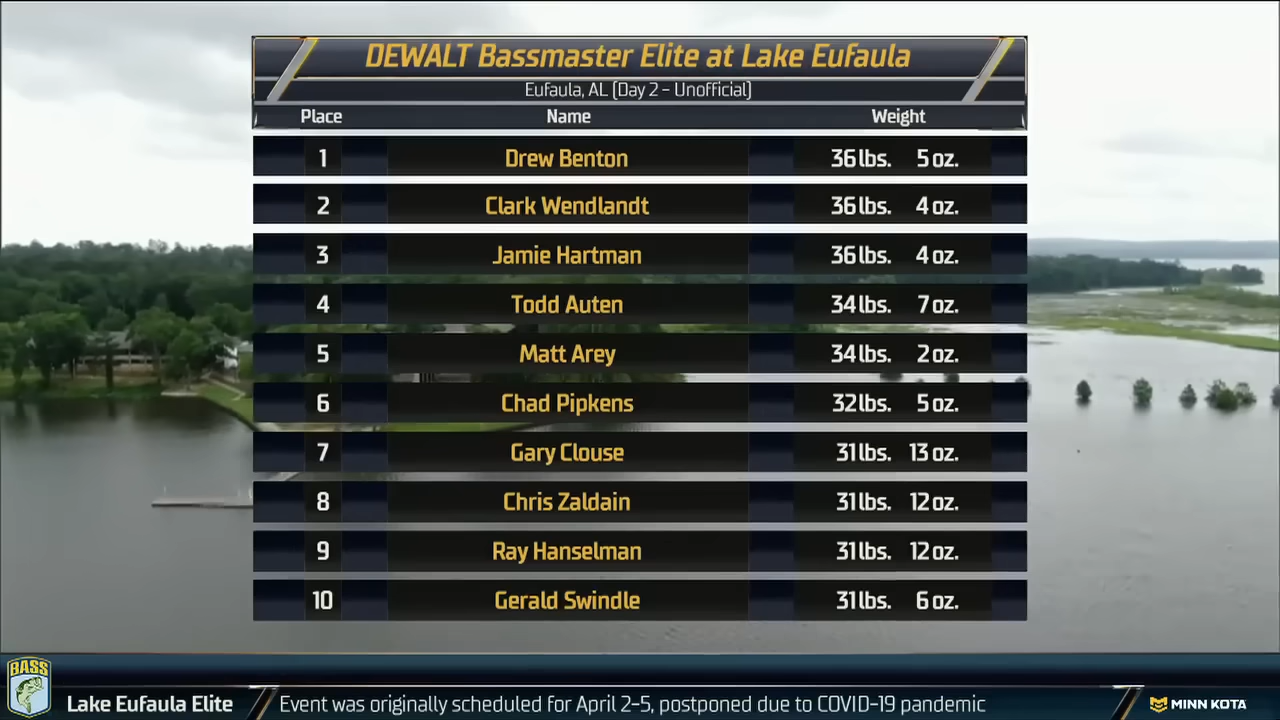 DEWALT Bassmaster Elite at Lake Eufaula
Eufaula, AL (Day 2 - Unofficial)
Place Name Weight
1 Drew Benton 36 lbs. 5 oz.
2 Clark Wendlandt 36 lbs. 4 oz.
3 Jamie Hartman 36 lbs. 4 oz.
4 Todd Auten 34 lbs. 7 oz.
5 Matt Arey 34 lbs. 2 oz.
6 Chad Pipkens 32 lbs. 5 oz.
7 Gary Clouse 31 lbs. 13 oz.
8 Chris Zaldain 31 lbs. 12 oz.
9 Ray Hanselman 31 lbs. 12 oz.
10 Gerald Swindle 31 lbs. 6 oz.
BASS
Lake Eufaula Elite Event was originally scheduled for April 2-5, postponed due to COVID-19 pandemic MINN KOTA